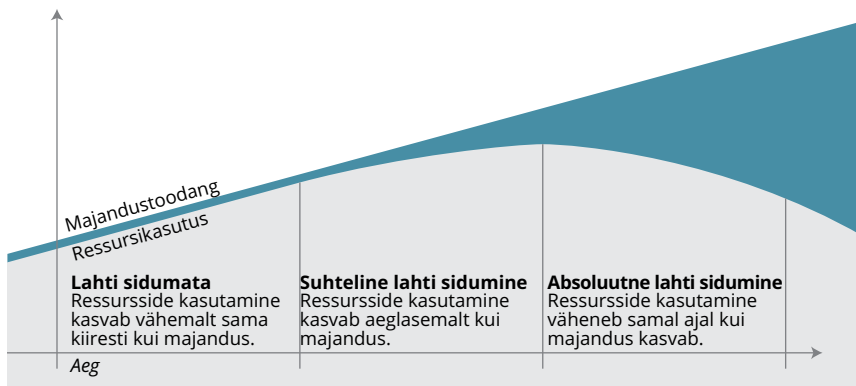 Majandustoodang
Ressursikasutus
Lahti sidumata
Ressursside kasutamine
kasvab vähemalt sama
kiiresti kui majandus.
Suhteline lahti sidumine
Ressursside kasutamine
kasvab aeglasemalt kui
majandus.
Absoluutne lahti sidumine
Ressursside kasutamine
väheneb samal ajal kui
majandus kasvab.
Aeg